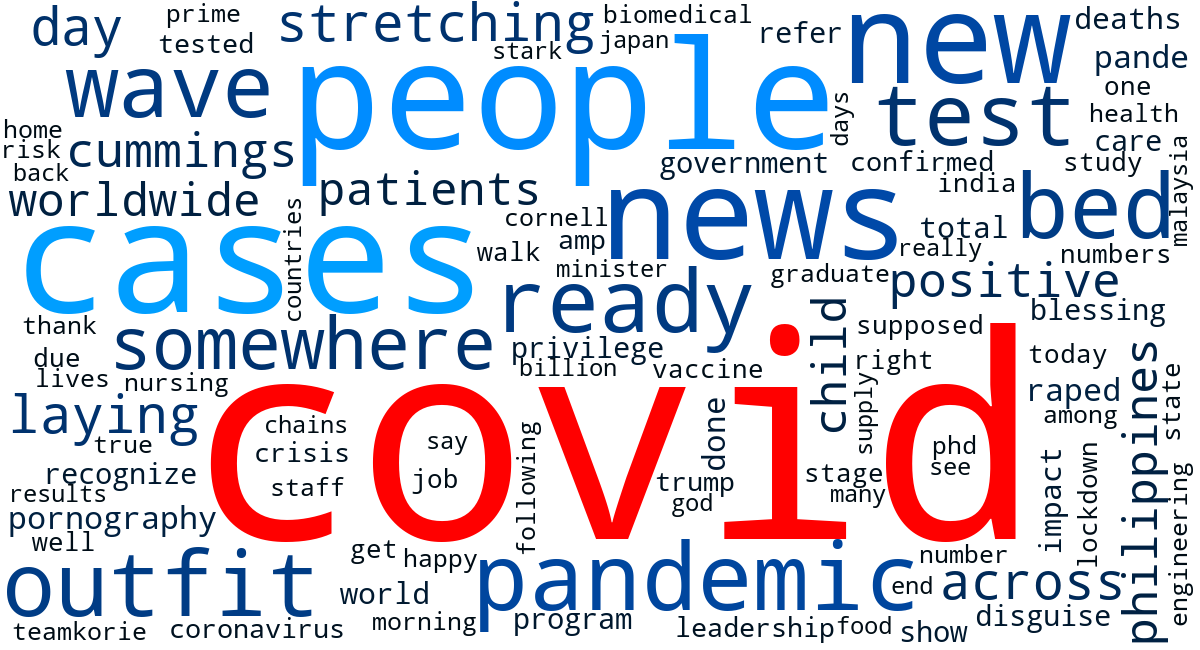 day
prime
tested
stretching
stark
biomedical
japan
refer
new
deaths
pande
one
health
care
wave
people
days
test
home
risk
back
cummings
government
confirmed
study
malaysia
worldwide
patients
news
india
bed
cases
countries
cornell
walk
amp
minister
total
really
numbers
graduate
positive
blessing
thank
somewhere
ready
child
supposed
due
lives
nursing
privilege
billion
vaccine
right
today
raped
among
state
philippines
laying
true
covid
chains
crisis
staff
say
job
following
done
trump
god
supply
stage
many
phd
see
impact
lockdown
engineering
recognize
results
pornography
well
outfit
get
happy
world
morning
pandemic
program
number
end
across
disguise
teamkorie
coronavirus
leadership
food
show